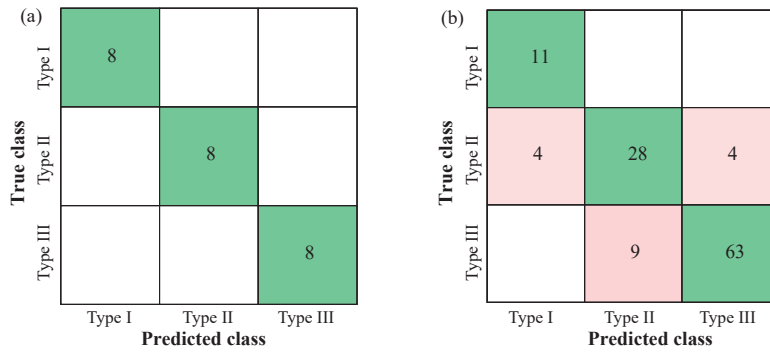 (a)
Type I
8
Type II
8
Type III
8
True class
Type I
Type II
Type III
Predicted class
(b)
Type I
11
Type II
4
28
4
Type III
9
63
True class
Type I
Type II
Type III
Predicted class